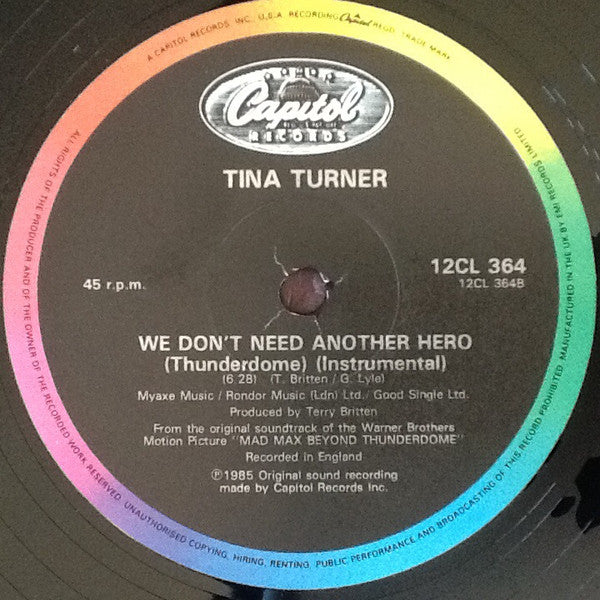 A CAPITOL RECORDS, INC., U.S.A. RECORDING Capitol REGD. TRADE MARK
Capitol
RECORDS
TINA TURNER
45 r.p.m.
12CL 364
12CL 364B
WE DON'T NEED ANOTHER HERO
(Thunderdome) (Instrumental)
(6.28) (T. Britten / G. Lyle)
Myaxe Music / Rondor Music (Ldn) Ltd. / Good Single Ltd.
Produced by Terry Britten
From the original soundtrack of the Warner Brothers
Motion Picture "MAD MAX BEYOND THUNDERDOME"
Recorded in England
℗1985 Original sound recording
made by Capitol Records Inc.
ALL RIGHTS OF THE PRODUCER AND OF THE OWNER OF THE RECORDED WORK RESERVED. UNAUTHORISED COPYING, HIRING, RENTING, PUBLIC PERFORMANCE AND BROADCASTING OF THIS RECORD PROHIBITED. MANUFACTURED IN THE UK BY EMI RECORDS LIMITED.